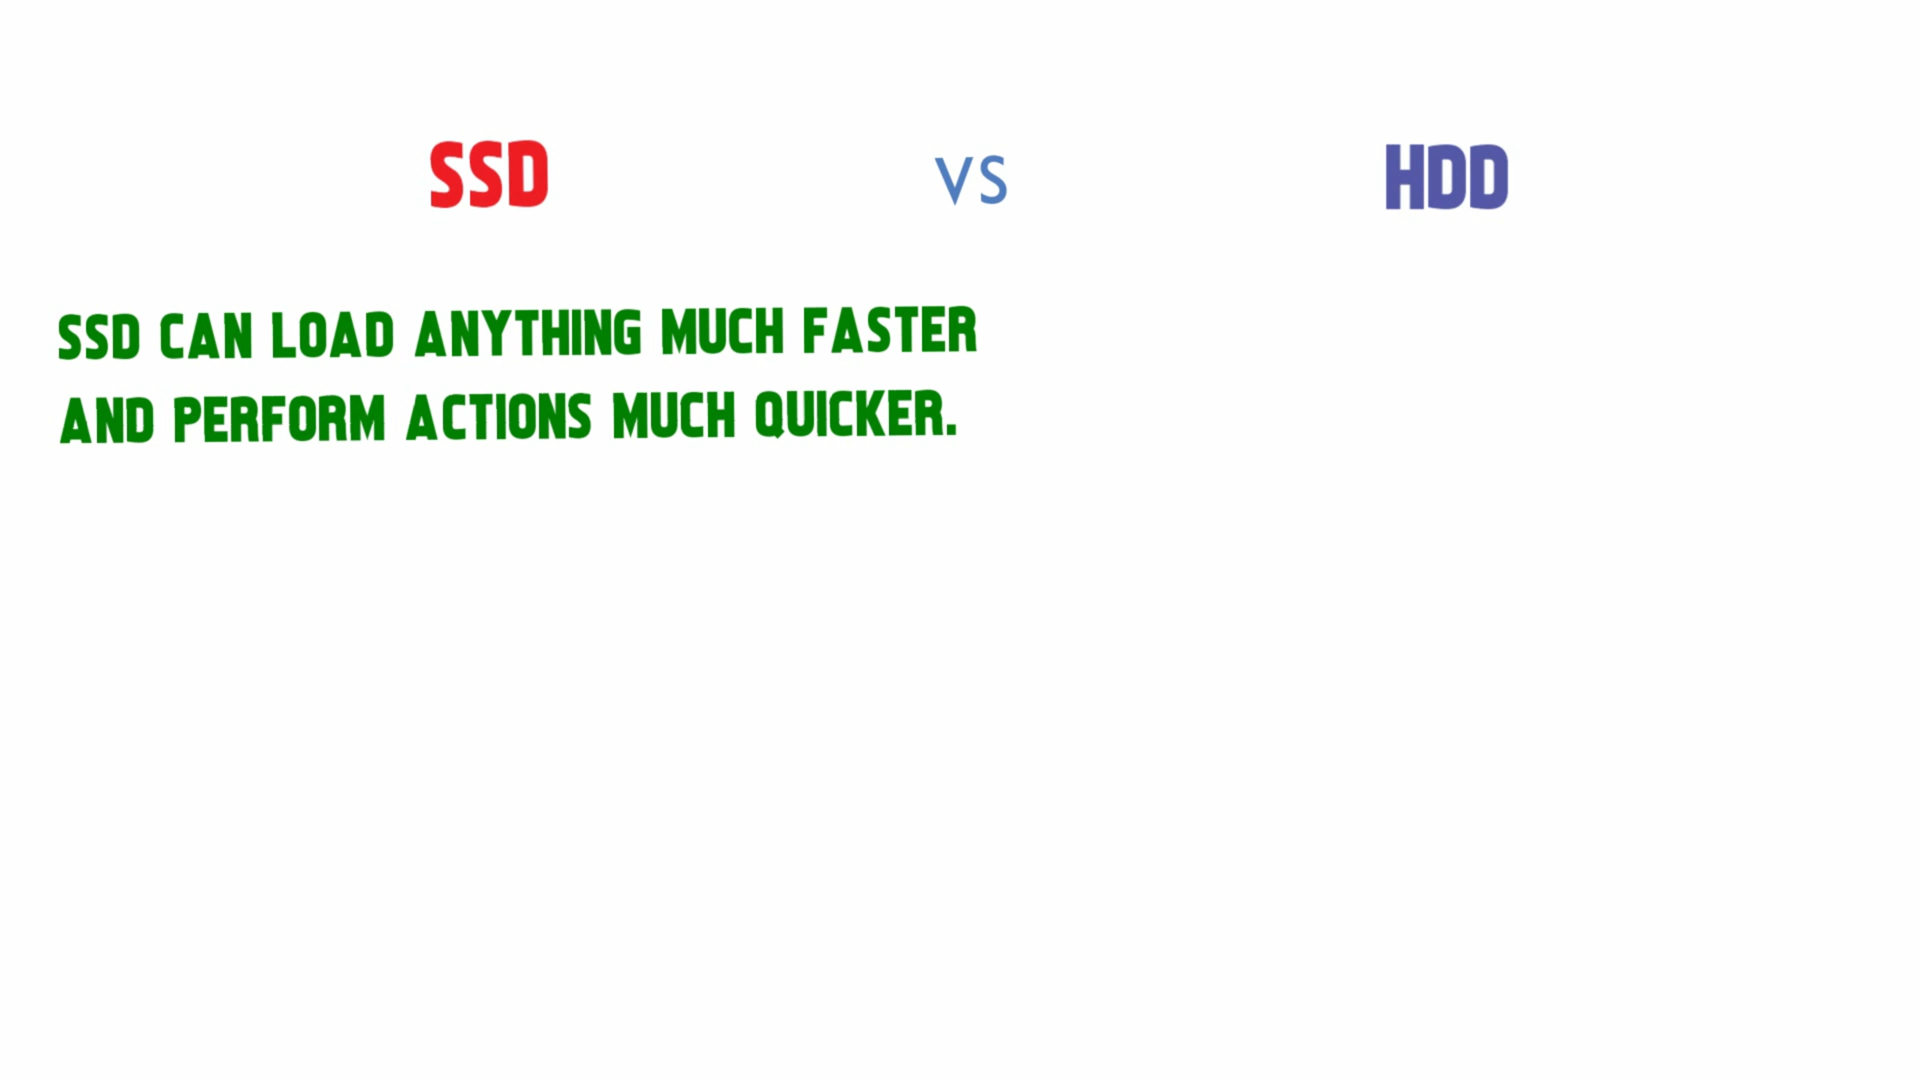 SSD VS HDD
SSD CAN LOAD ANYTHING MUCH FASTER
AND PERFORM ACTIONS MUCH QUICKER.